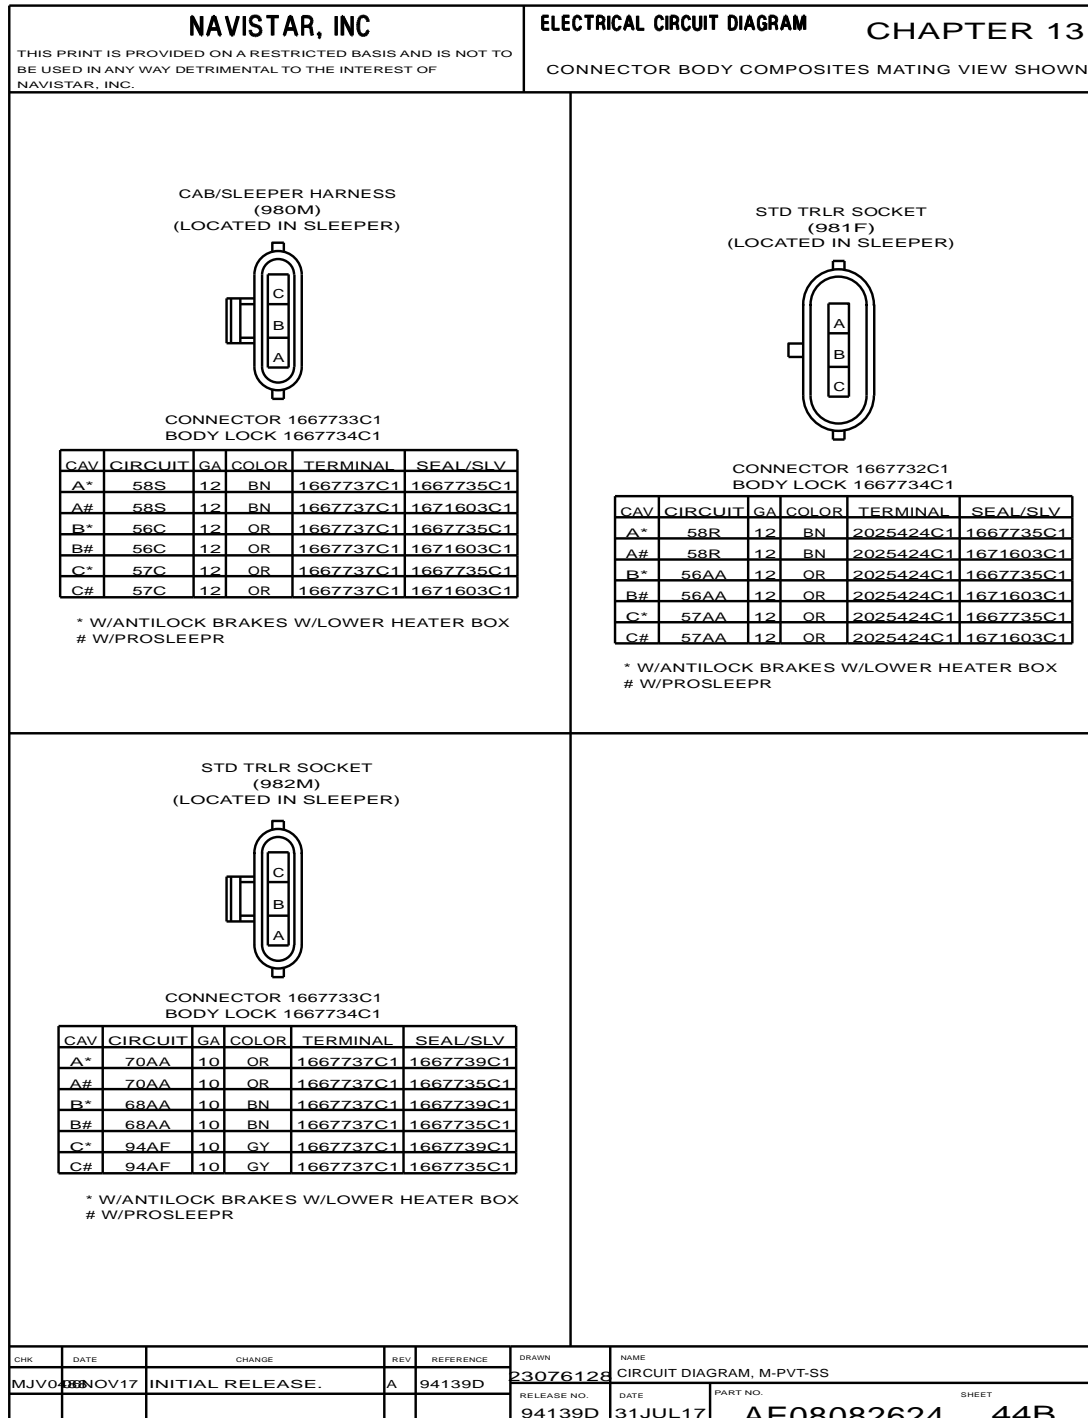 NAVISTAR, INC
THIS PRINT IS PROVIDED ON A RESTRICTED BASIS AND IS NOT TO
BE USED IN ANY WAY DETRIMENTAL TO THE INTEREST OF
NAVISTAR, INC.
ELECTRICAL CIRCUIT DIAGRAM
CHAPTER 13
CONNECTOR BODY COMPOSITES MATING VIEW SHOWN
CAB/SLEEPER HARNESS
(980M)
(LOCATED IN SLEEPER)
C
B
A
CONNECTOR 1667733C1
BODY LOCK 1667734C1
CAV CIRCUIT GA COLOR TERMINAL SEAL/SLV
A* 58S 12 BN 1667737C1 1667735C1
A# 58S 12 BN 1667737C1 1671603C1
B* 56C 12 OR 1667737C1 1667735C1
B# 56C 12 OR 1667737C1 1671603C1
C* 57C 12 OR 1667737C1 1667735C1
C# 57C 12 OR 1667737C1 1671603C1
* W/ANTILOCK BRAKES W/LOWER HEATER BOX
# W/PROSLEEPR
STD TRLR SOCKET
(981F)
(LOCATED IN SLEEPER)
A
B
C
CONNECTOR 1667732C1
BODY LOCK 1667734C1
CAV CIRCUIT GA COLOR TERMINAL SEAL/SLV
A* 58R 12 BN 2025424C1 1667735C1
A# 58R 12 BN 2025424C1 1671603C1
B* 56AA 12 OR 2025424C1 1667735C1
B# 56AA 12 OR 2025424C1 1671603C1
C* 57AA 12 OR 2025424C1 1667735C1
C# 57AA 12 OR 2025424C1 1671603C1
* W/ANTILOCK BRAKES W/LOWER HEATER BOX
# W/PROSLEEPR
STD TRLR SOCKET
(982M)
(LOCATED IN SLEEPER)
C
B
A
CONNECTOR 1667733C1
BODY LOCK 1667734C1
CAV CIRCUIT GA COLOR TERMINAL SEAL/SLV
A* 70AA 10 OR 1667737C1 1667739C1
A# 70AA 10 OR 1667737C1 1667735C1
B* 68AA 10 BN 1667737C1 1667739C1
B# 68AA 10 BN 1667737C1 1667735C1
C* 94AF 10 GY 1667737C1 1667739C1
C# 94AF 10 GY 1667737C1 1667735C1
* W/ANTILOCK BRAKES W/LOWER HEATER BOX
# W/PROSLEEPR
CHK DATE CHANGE REV REFERENCE
INITIAL RELEASE. A 94139D
DRAWN
23076128
NAME
CIRCUIT DIAGRAM, M-PVT-SS
RELEASE NO.
94139D
DATE
31JUL17
PART NO.
AE08082624
SHEET
44B